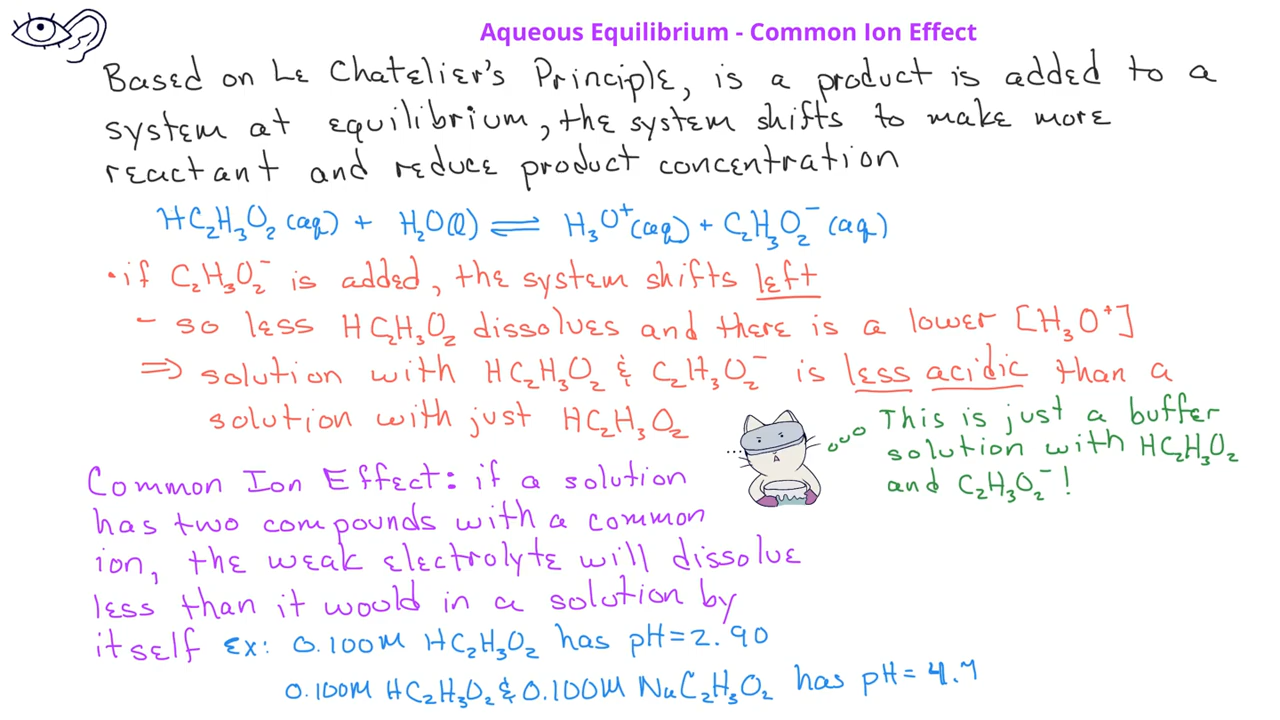 Aqueous Equilibrium - Common Ion Effect
Based on Le Chatelier's Principle, is a product is added to a
system at equilibrium, the system shifts to make more
reactant and reduce product concentration
HC₂H₃O₂ (aq) + H₂O(l) ⇌ H₃O⁺(aq) + C₂H₃O₂⁻ (aq)
• if C₂H₃O₂⁻ is added, the system shifts left
- so less HC₂H₃O₂ dissolves and there is a lower [H₃O⁺]
⇒ solution with HC₂H₃O₂ & C₂H₃O₂⁻ is less acidic than a
solution with just HC₂H₃O₂
This is just a buffer
solution with HC₂H₃O₂
and C₂H₃O₂⁻!
Common Ion Effect: if a solution
has two compounds with a common
ion, the weak electrolyte will dissolve
less than it would in a solution by
itself Ex: 0.100M HC₂H₃O₂ has pH=2.90
0.100M HC₂H₃O₂ & 0.100M NaC₂H₃O₂ has pH= 4.7